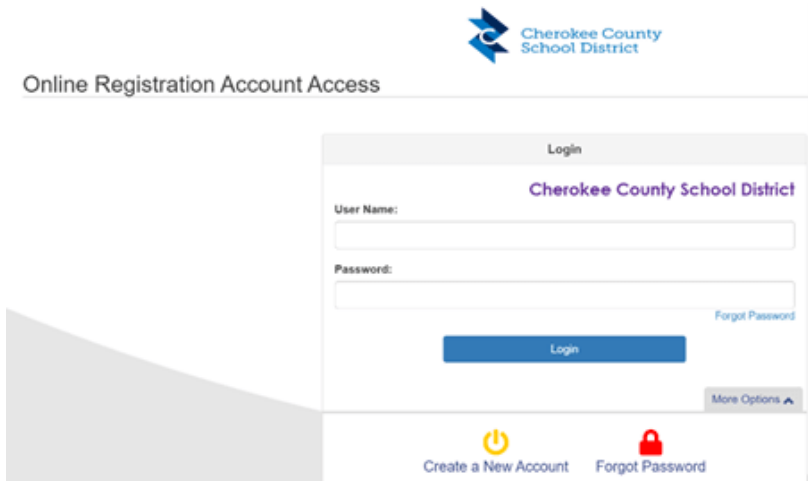 Cherokee County
School District
Online Registration Account Access
Login
Cherokee County School District
User Name:
Password:
Forgot Password
Login
More Options
Create a New Account
Forgot Password